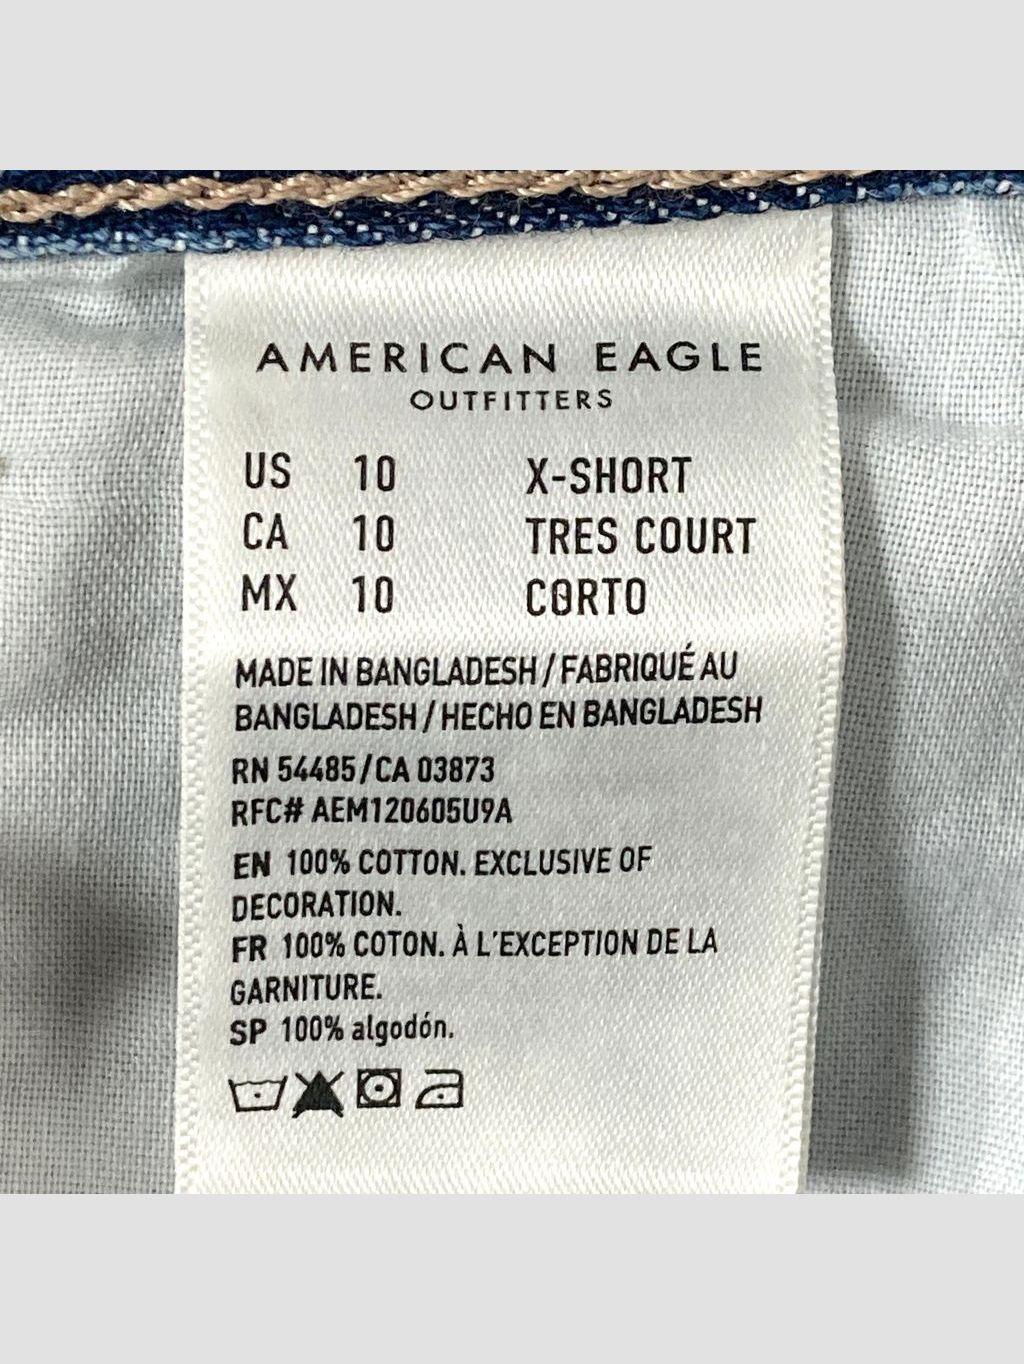 AMERICAN EAGLE
OUTFITTERS
US 10 X-SHORT
CA 10 TRES COURT
MX 10 CORTO
MADE IN BANGLADESH / FABRIQUÉ AU
BANGLADESH / HECHO EN BANGLADESH
RN 54485/CA 03873
RFC# AEM120605U9A
EN 100% COTTON. EXCLUSIVE OF
DECORATION.
FR 100% COTON. À L'EXCEPTION DE LA
GARNITURE.
SP 100% algodón.